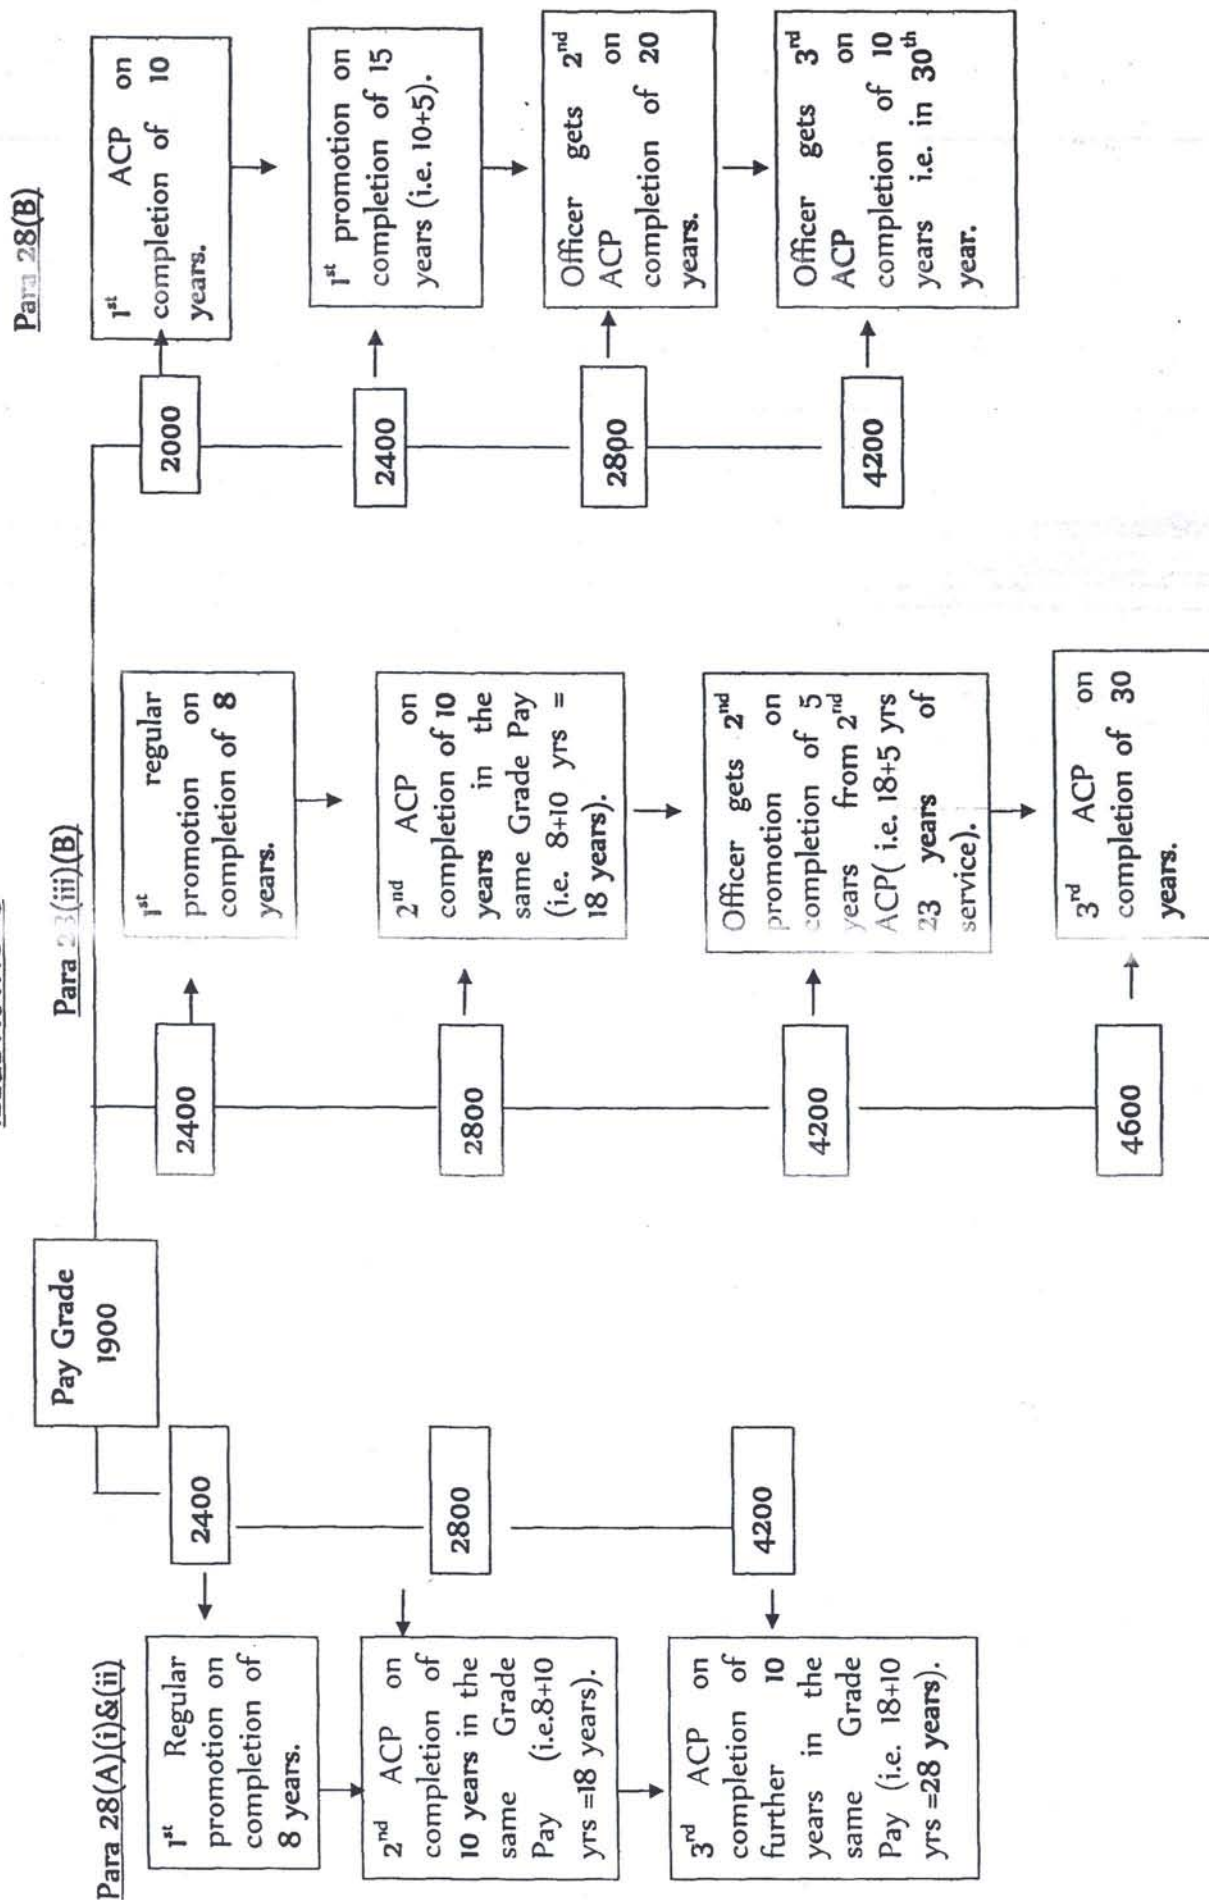 Pay Grade
1900
Para 28(A)(i)&(ii)
2400
1st Regular
promotion on
completion of
8 years.
2800
2nd ACP on
completion of
10 years in the
same Grade
Pay (i.e.8+10
yrs =18 years).
4200
3rd ACP on
completion of
further 10
years in the
same Grade
Pay (i.e. 18+10
yrs =28 years).
Para 23(iii)(B)
2400
1st regular
promotion on
completion of 8
years.
2800
2nd ACP on
completion of 10
years in the
same Grade Pay
(i.e. 8+10 yrs =
18 years).
4200
Officer gets 2nd
promotion on
completion of 5
years from 2nd
ACP( i.e. 18+5 yrs
23 years of
service).
4600
3rd ACP on
completion of 30
years.
Para 28(B)
2000
1st ACP on
completion of 10
years.
2400
1st promotion on
completion of 15
years (i.e. 10+5).
2800
Officer gets 2nd
ACP on
completion of 20
years.
4200
Officer gets 3rd
ACP on
completion of 10
years i.e. in 30th
year.